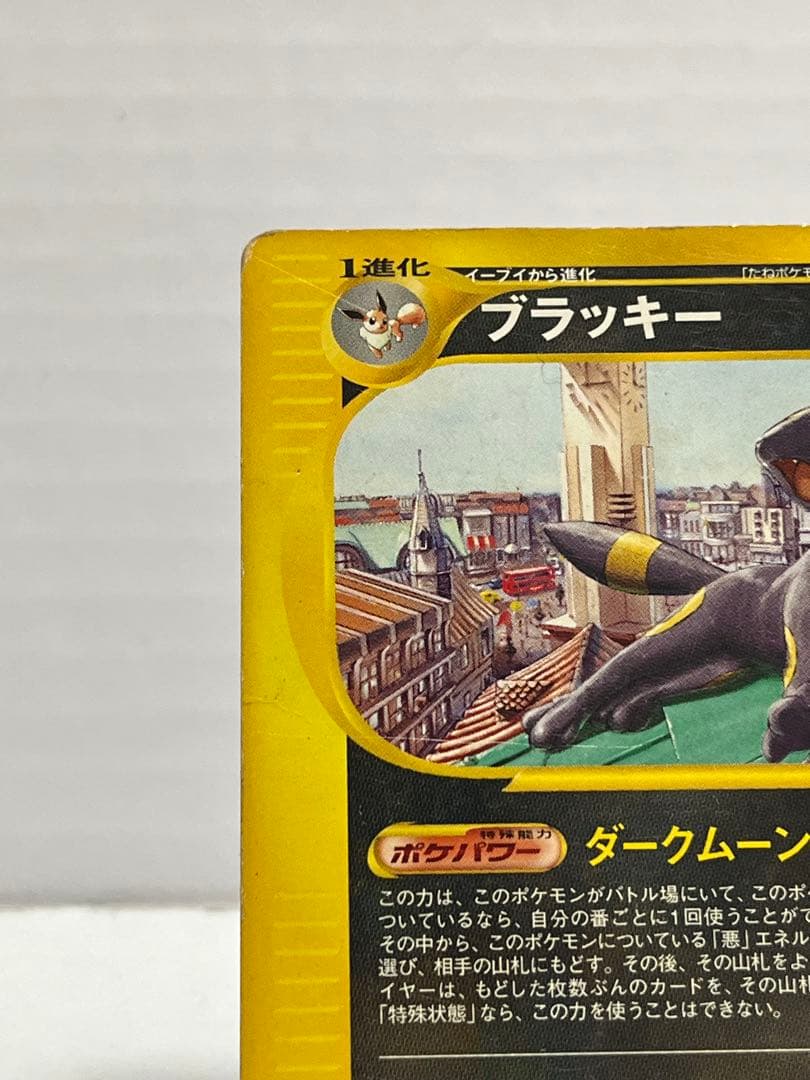 1進化
イーブイから進化
「たねポケモ
ブラッキー
特殊能力
ポケパワー
ダークムーン
この力は、このポケモンがバトル場にいて、このポケ
ついているなら、自分の番ごとに1回使うことがで
その中から、このポケモンについている「悪」エネル
選び、相手の山札にもどす。その後、その山札をよ
イヤーは、もどした枚数ぶんのカードを、その山札
「特殊状態」なら、この力を使うことはできない。